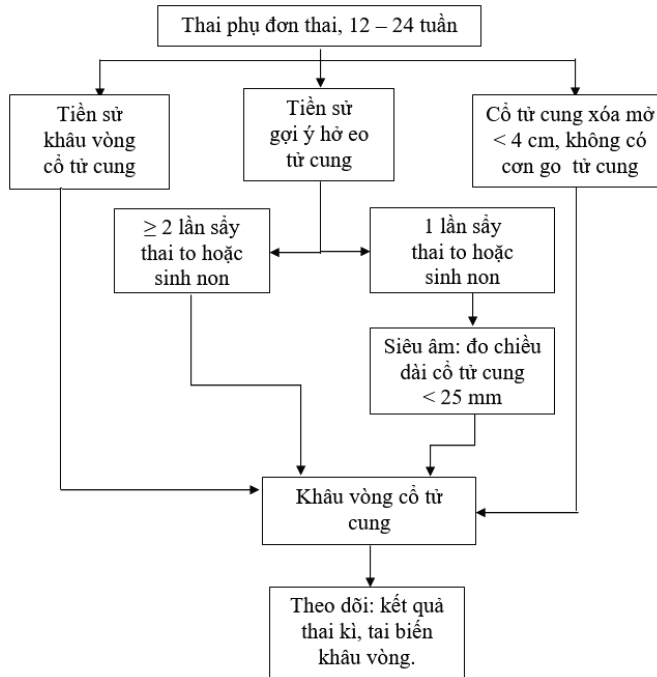 Thai phụ đơn thai, 12 – 24 tuần
Tiền sử
khâu vòng
cổ tử cung
Tiền sử
gợi ý hở eo
tử cung
Cổ tử cung xóa mở
< 4 cm, không có
cơn go tử cung
≥ 2 lần sẩy
thai to hoặc
sinh non
1 lần sẩy
thai to hoặc
sinh non
Siêu âm: đo chiều
dài cổ tử cung
< 25 mm
Khâu vòng cổ tử
cung
Theo dõi: kết quả
thai kì, tai biến
khâu vòng.